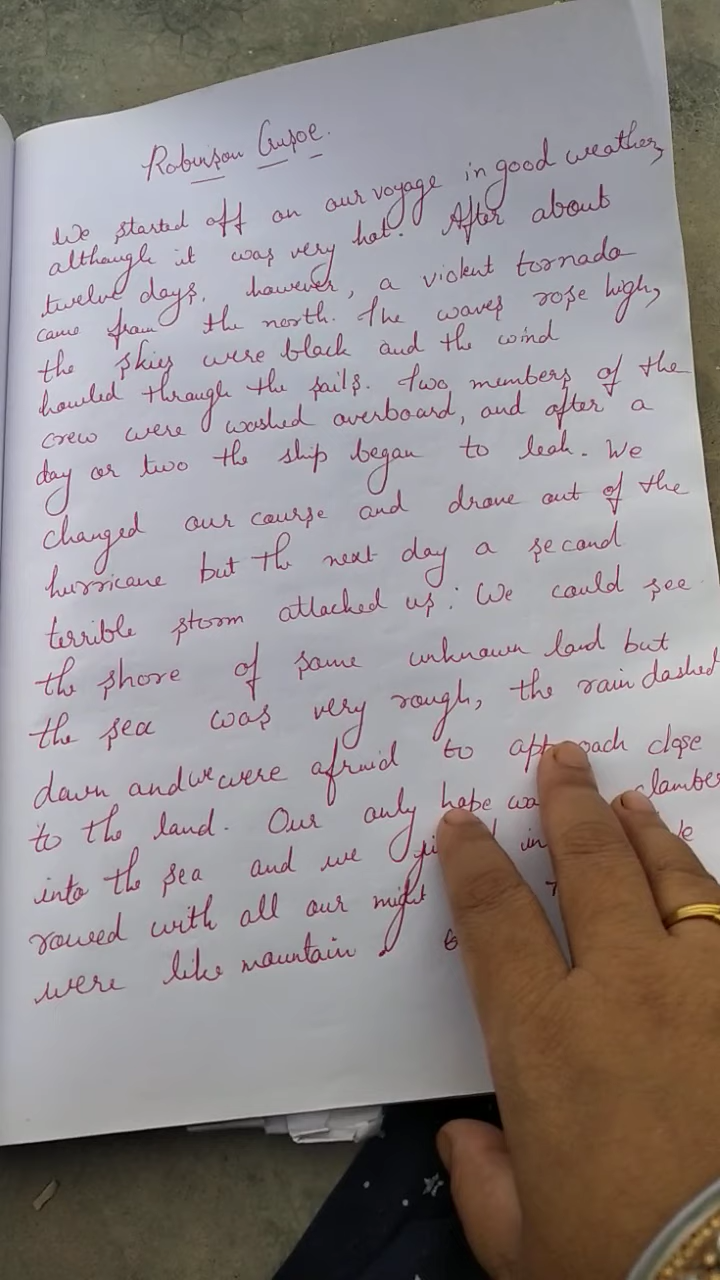 Robinson Crusoe.
We started off on our voyage in good weather,
although it was very hot. After about
twelve days, however, a violent tornado
came from the north. The waves rose high,
the skies were black and the wind
howled through the sails. Two members of the
crew were washed overboard, and after a
day or two the ship began to leak. We
changed our course and drove out of the
hurricane but the next day a second
terrible storm attacked us. We could see
the shore of some unknown land but
the sea was very rough, the rain dashed
down and we were afraid to approach close
to the land. Our only hope clamber
into the sea and we in
rowed with all our might
were like mountain